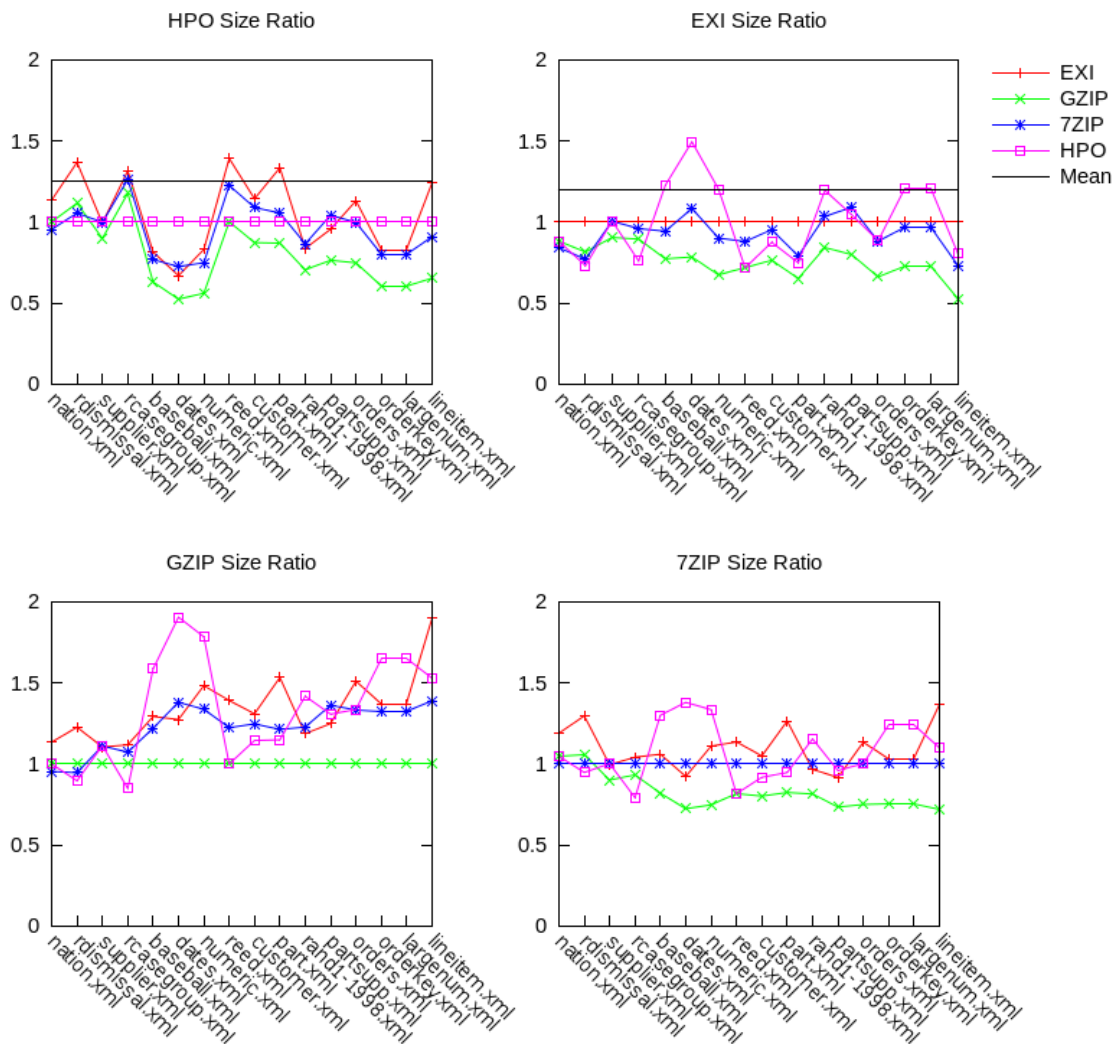 HPO Size Ratio
2
1.5
1
0.5
0
nation.xml
rdismissal.xml
supplier.xml
rcasegroup.xml
baseball.xml
dates.xml
numeric.xml
reed.xml
customer.xml
part.xml
rand1-1998.xml
partsupp.xml
orders.xml
orderkey.xml
largenum.xml
lineitem.xml
EXI Size Ratio
2
1.5
1
0.5
0
nation.xml
rdismissal.xml
supplier.xml
rcasegroup.xml
baseball.xml
dates.xml
numeric.xml
reed.xml
customer.xml
part.xml
rand1-1998.xml
partsupp.xml
orders.xml
orderkey.xml
largenum.xml
lineitem.xml
EXI
GZIP
7ZIP
HPO
Mean
GZIP Size Ratio
2
1.5
1
0.5
0
nation.xml
rdismissal.xml
supplier.xml
rcasegroup.xml
baseball.xml
dates.xml
numeric.xml
reed.xml
customer.xml
part.xml
rand1-1998.xml
partsupp.xml
orders.xml
orderkey.xml
largenum.xml
lineitem.xml
7ZIP Size Ratio
2
1.5
1
0.5
0
nation.xml
rdismissal.xml
supplier.xml
rcasegroup.xml
baseball.xml
dates.xml
numeric.xml
reed.xml
customer.xml
part.xml
rand1-1998.xml
partsupp.xml
orders.xml
orderkey.xml
largenum.xml
lineitem.xml